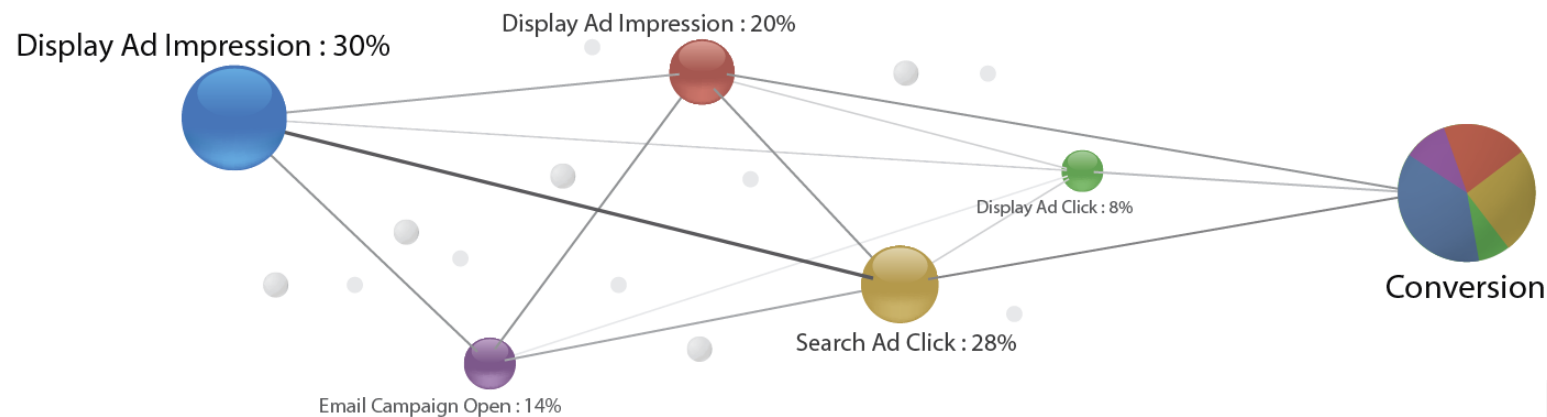 Display Ad Impression : 20%
Display Ad Impression : 30%
Display Ad Click : 8%
Conversion
Search Ad Click : 28%
Email Campaign Open : 14%